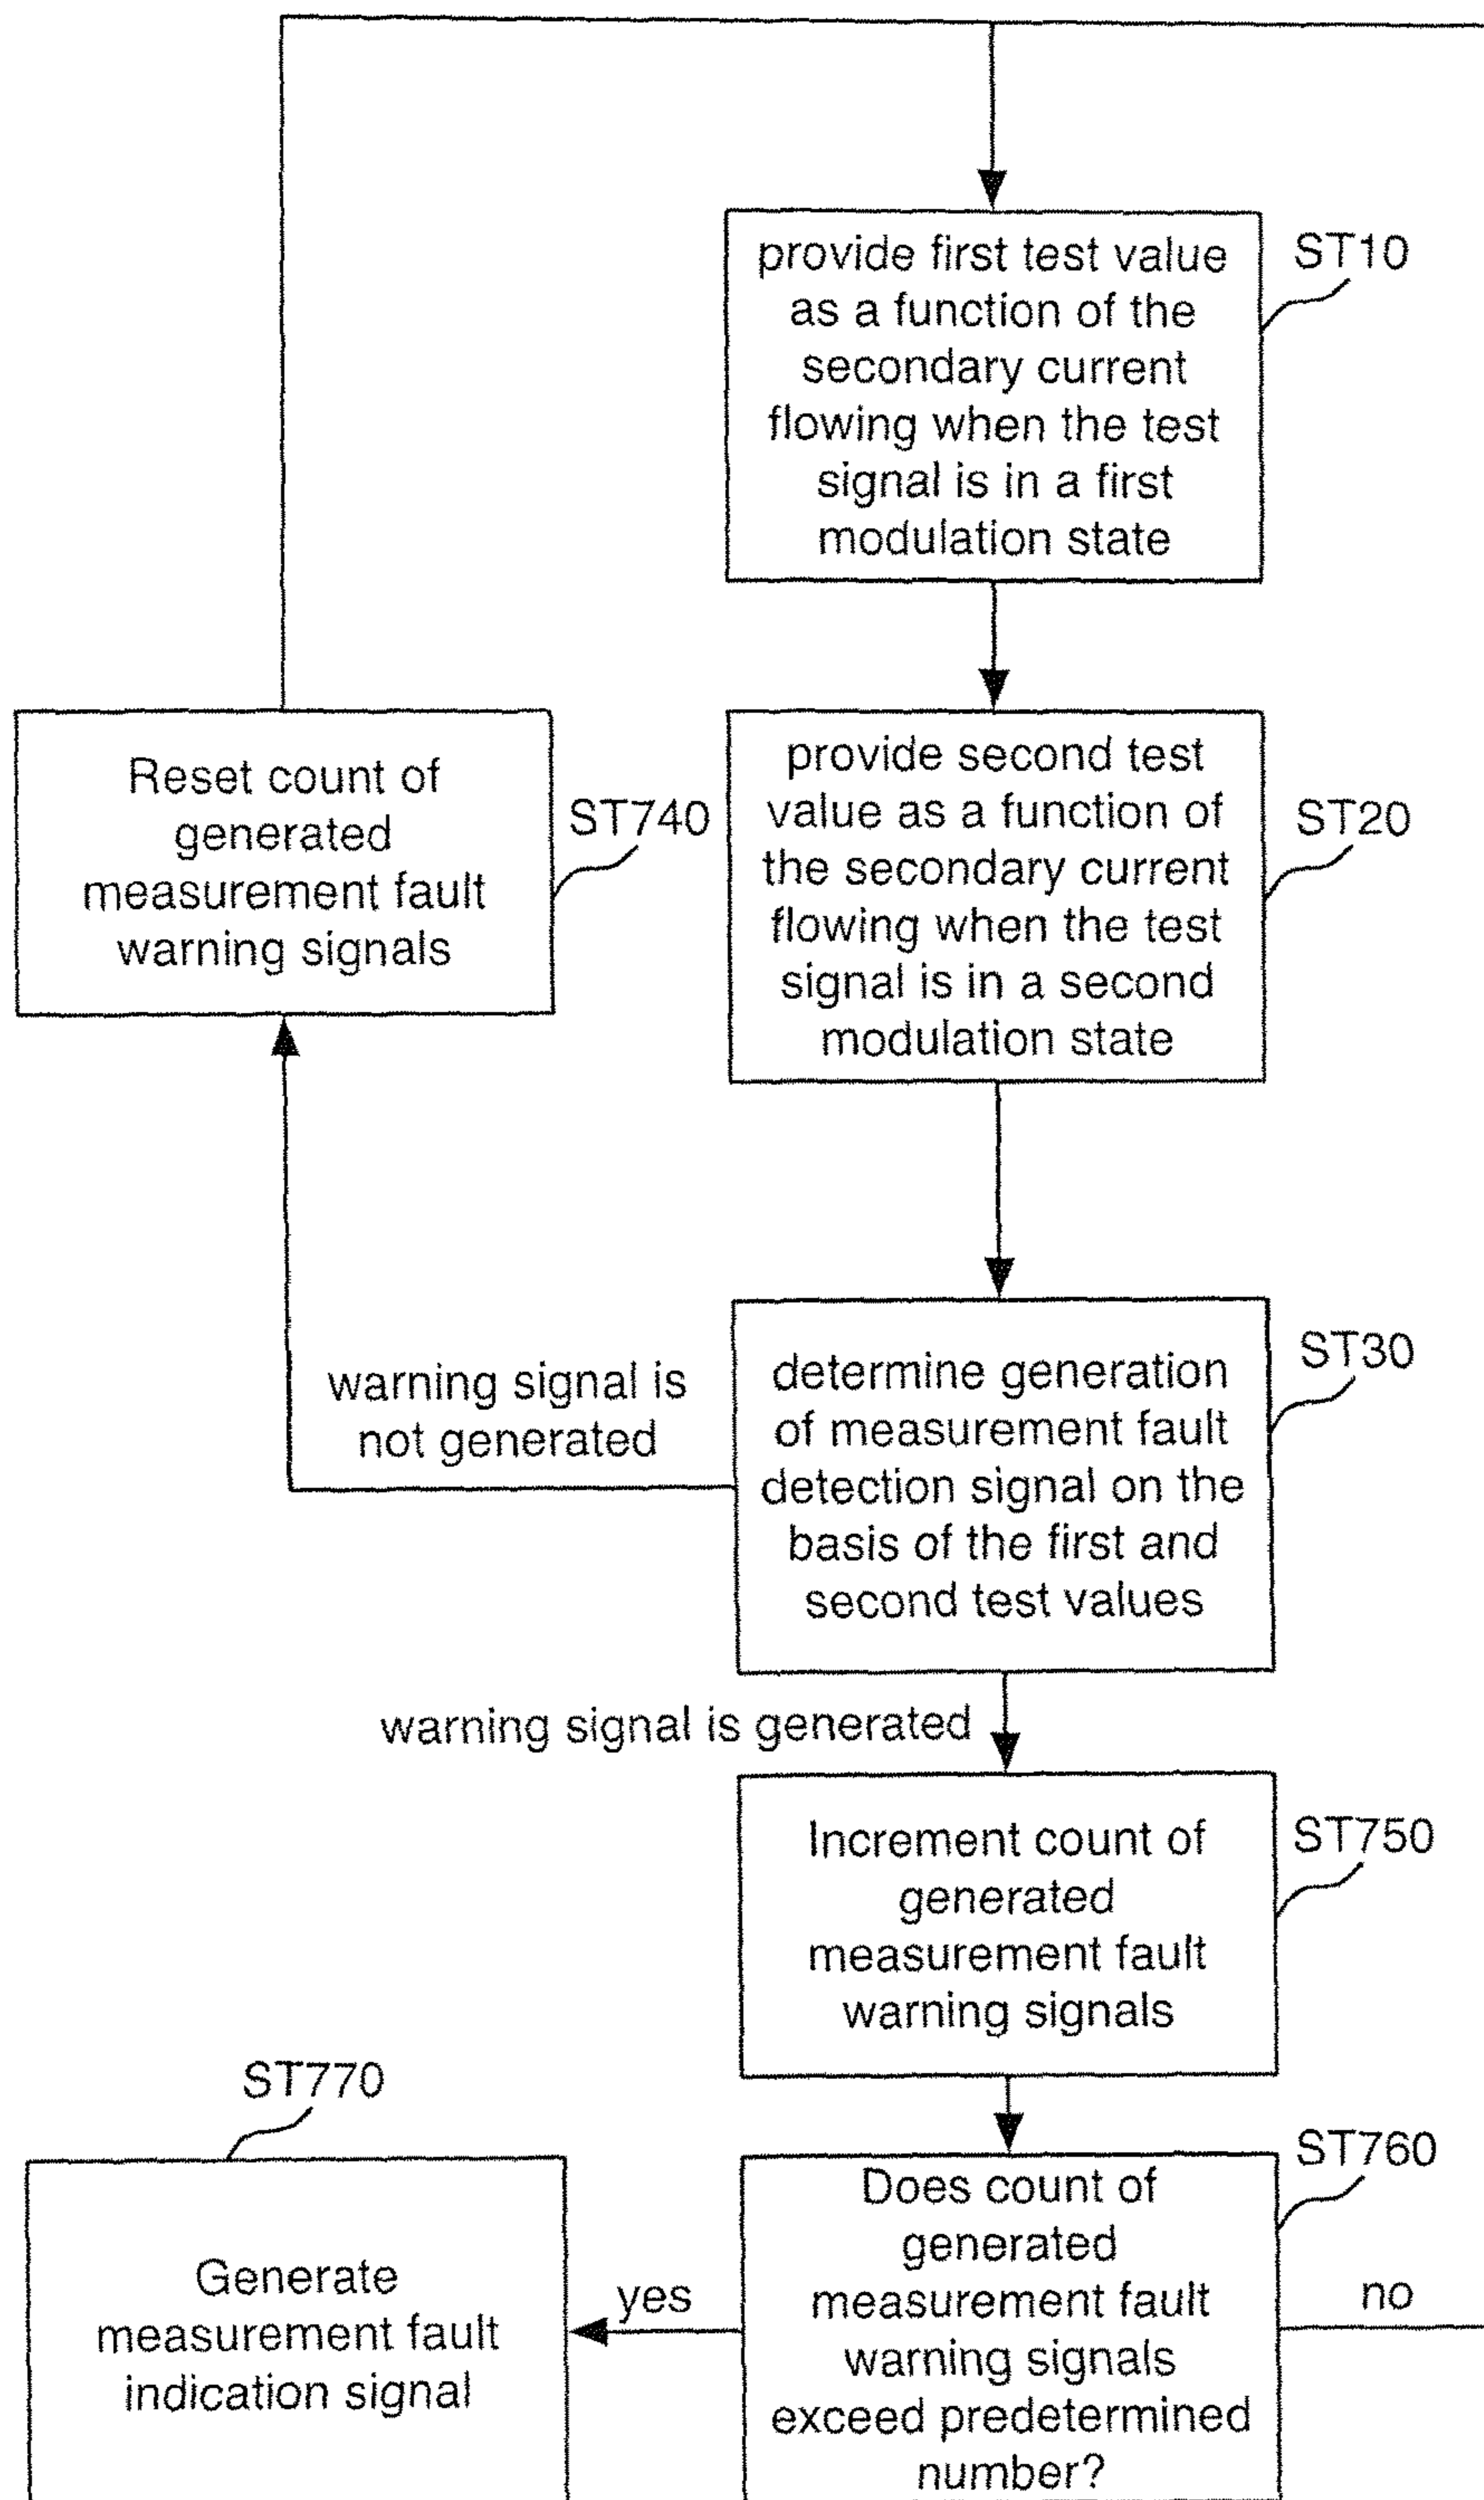 provide first test value
as a function of the
secondary current
flowing when the test
signal is in a first
modulation state
ST10
Reset count of
generated
measurement fault
warning signals
ST740
provide second test
value as a function of
the secondary current
flowing when the test
signal is in a second
modulation state
ST20
warning signal is
not generated
determine generation
of measurement fault
detection signal on the
basis of the first and
second test values
ST30
warning signal is generated
Increment count of
generated
measurement fault
warning signals
ST750
ST770
Generate
measurement fault
indication signal
yes
Does count of
generated
measurement fault
warning signals
exceed predetermined
number?
ST760
no